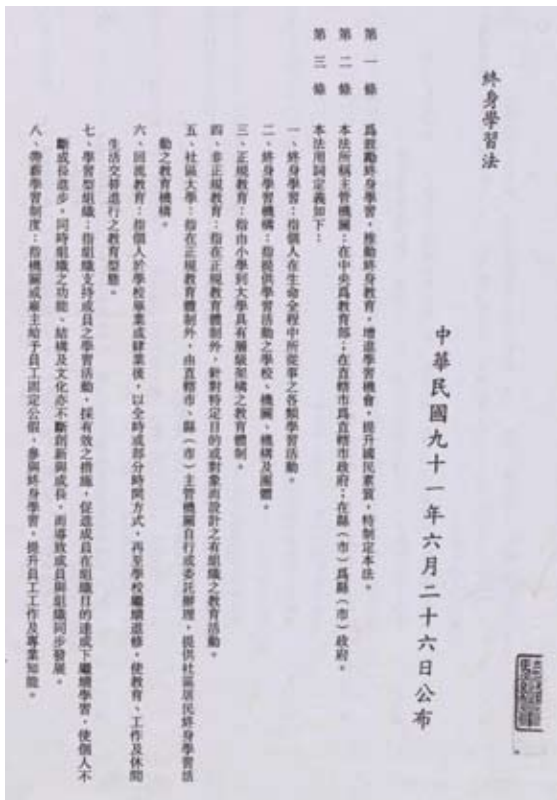 終身學習法
中華民國九十一年六月二十六日公布
第一條 為鼓勵終身學習，推動終身教育，增進學習機會，提升國民素質，特制定本法。
第二條 本法所稱主管機關：在中央為教育部；在直轄市為直轄市政府；在縣（市）為縣（市）政府。
第三條 本法用詞定義如下：
一、終身學習：指個人在生命全程中所從事之各類學習活動。
二、終身學習機構：指提供學習活動之學校、機關、機構及團體。
三、正規教育：指由小學到大學具有層級架構之教育體制。
四、非正規教育：指在正規教育體制外，針對特定目的或對象而設計之有組織之教育活動。
五、社區大學：指在正規教育體制外，由直轄市、縣（市）主管機關自行或委託辦理，提供社區居民終身學習活
動之教育機構。
六、回流教育：指個人於學校畢業或肄業後，以全時或部分時間方式，再至學校繼續進修，使教育、工作及休閒
生活交替進行之教育型態。
七、學習型組織：指組織支持成員之學習活動，採有效之措施，促進成員在組織目的達成下繼續學習，使個人不
斷成長進步，同時組織之功能、結構及文化亦不斷創新與成長，而導致成員與組織同步發展。
八、帶薪學習制度：指機關或雇主給予員工固定公假，參與終身學習，提升員工工作及專業知能。